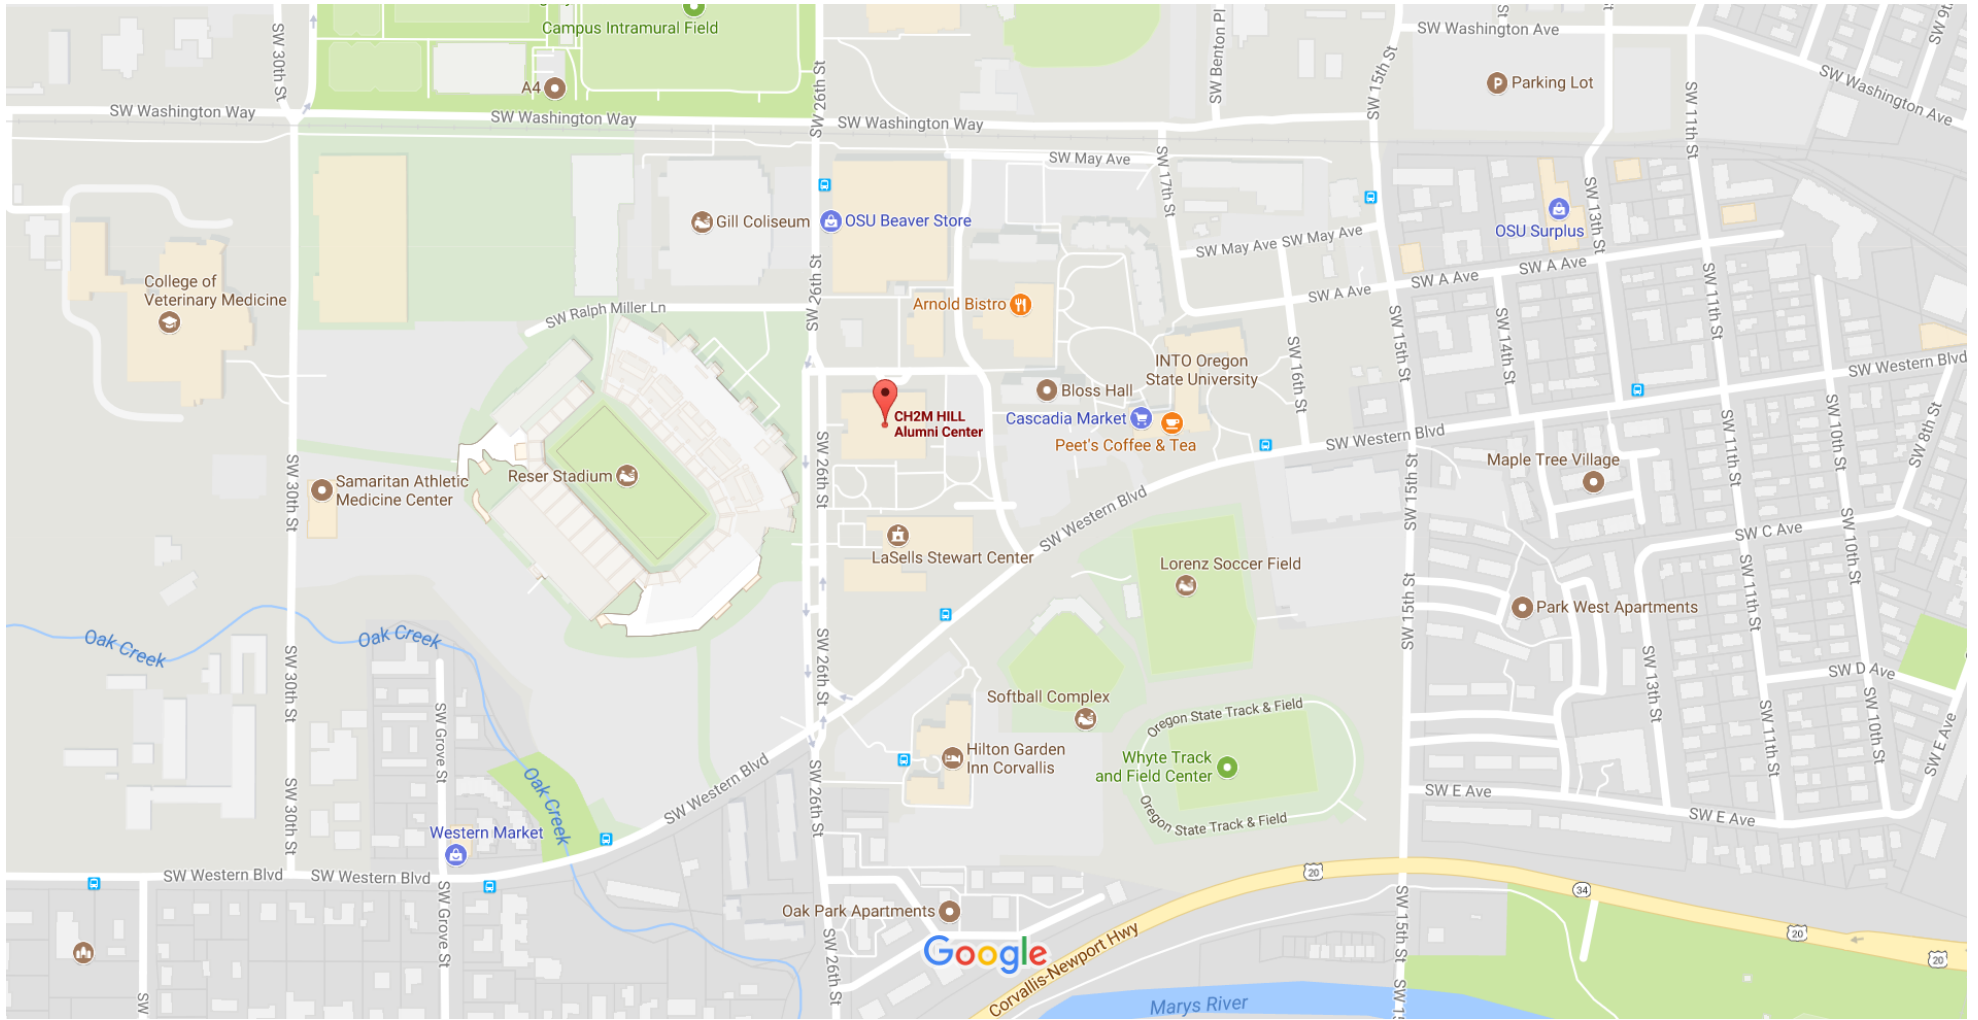 Campus Intramural Field
SW Washington Ave
SW 9th
SW 30th St
SW 26th St
SW Benton Pl
SW 15th St
SW 11th St
A4
Parking Lot
SW Washington Ave
SW Washington Way
SW Washington Way
SW Washington Way
SW May Ave
SW 17th St
SW 13th St
Gill Coliseum
OSU Beaver Store
OSU Surplus
SW May Ave
SW May Ave
SW A Ave
SW A Ave
College of
Veterinary Medicine
SW Ralph Miller Ln
SW 26th St
Arnold Bistro
SW 15th St
SW 14th St
SW 11th St
SW 16th St
SW 10th St
INTO Oregon
State University
SW Western Blvd
Bloss Hall
CH2M HILL
Alumni Center
Cascadia Market
Peet's Coffee & Tea
SW Western Blvd
SW 8th St
SW 26th St
SW 30th St
Reser Stadium
Samaritan Athletic
Medicine Center
Maple Tree Village
SW 15th St
SW 11th St
SW 10th St
SW C Ave
SW Western Blvd
LaSells Stewart Center
Lorenz Soccer Field
SW 15th St
SW 11th St
Park West Apartments
Oak Creek
Oak Creek
SW 30th St
SW 26th St
SW 13th St
SW D Ave
SW 10th St
SW 11th St
SW E Ave
Softball Complex
Oregon State Track & Field
SW Grove St
Hilton Garden
Inn Corvallis
Whyte Track
and Field Center
Oregon State Track & Field
SW E Ave
SW E Ave
SW Western Blvd
Oak Creek
SW 30th St
SW 26th St
Western Market
SW Western Blvd
SW Western Blvd
20
34
SW Grove St
Oak Park Apartments
SW 26th St
SW 15th St
20
20
Google
Corvallis-Newport Hwy
Marys River
SW
SW 15